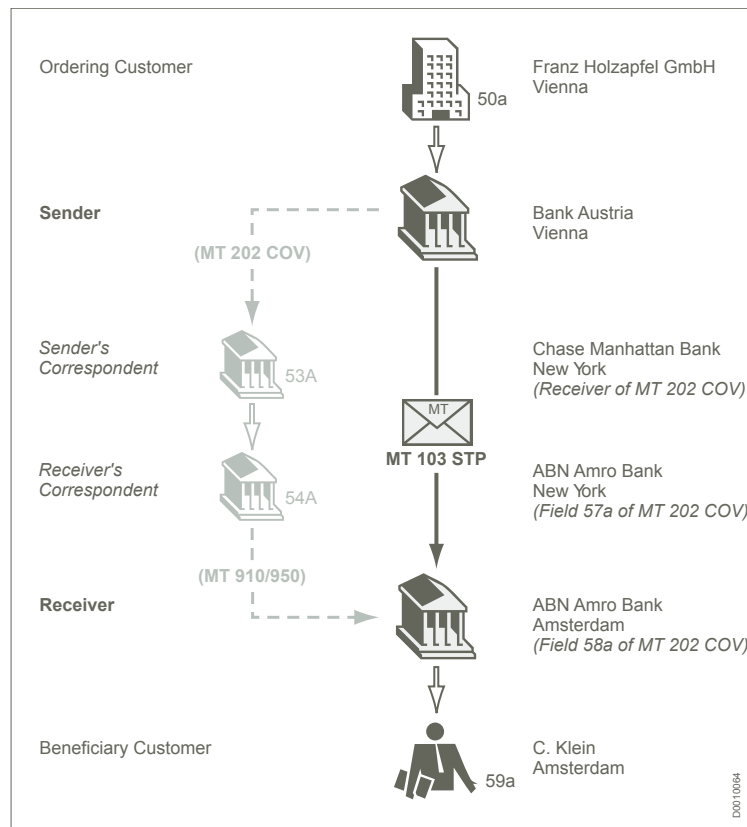 Ordering Customer
50a
Franz Holzapfel GmbH
Vienna
Sender
Bank Austria
Vienna
(MT 202 COV)
Sender's
Correspondent
53A
Chase Manhattan Bank
New York
(Receiver of MT 202 COV)
MT
MT 103 STP
Receiver's
Correspondent
54A
ABN Amro Bank
New York
(Field 57a of MT 202 COV)
(MT 910/950)
Receiver
ABN Amro Bank
Amsterdam
(Field 58a of MT 202 COV)
Beneficiary Customer
59a
C. Klein
Amsterdam
D0010064